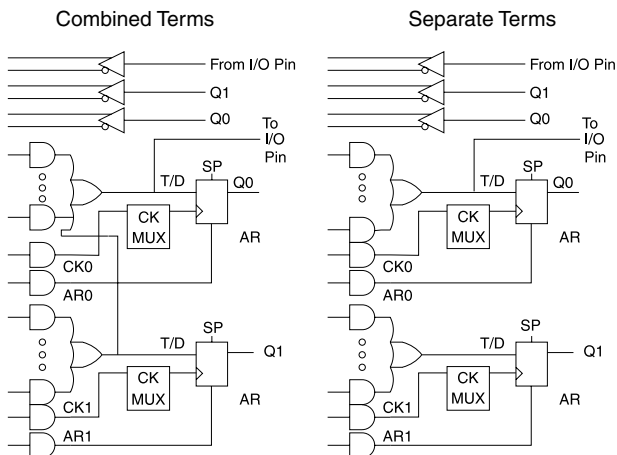 Combined Terms
From I/O Pin
Q1
Q0
To
I/O
Pin
SP
T/D
Q0
CK
MUX
CK0
AR
AR0
SP
T/D
Q1
CK
MUX
CK1
AR
AR1
Separate Terms
From I/O Pin
Q1
Q0
To
I/O
Pin
SP
T/D
Q0
CK
MUX
CK0
AR
AR0
SP
T/D
Q1
CK
MUX
CK1
AR
AR1